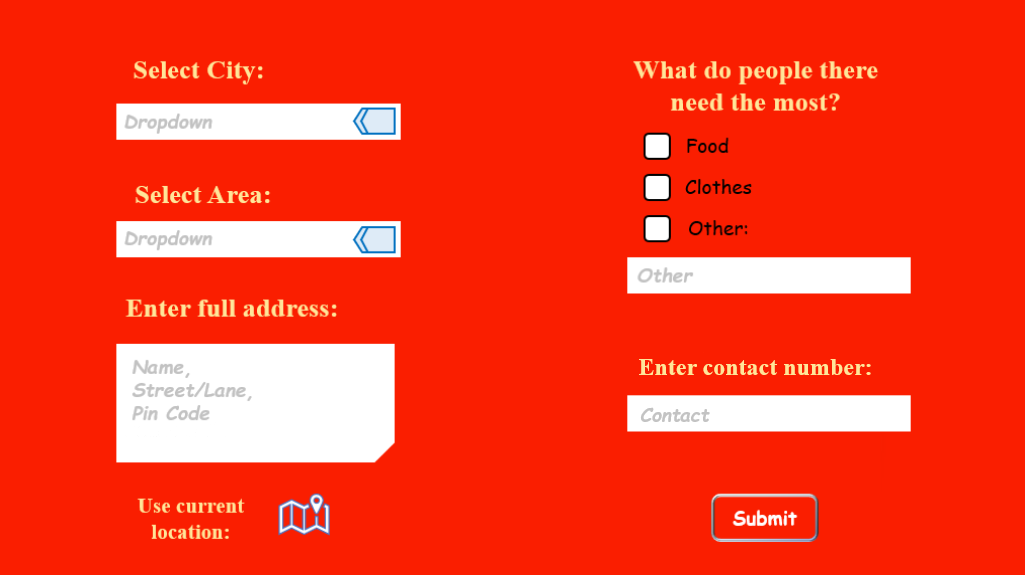 Select City:
Dropdown
Select Area:
Dropdown
Enter full address:
Name,
Street/Lane,
Pin Code
Use current
location:
What do people there
need the most?
Food
Clothes
Other:
Other
Enter contact number:
Contact
Submit